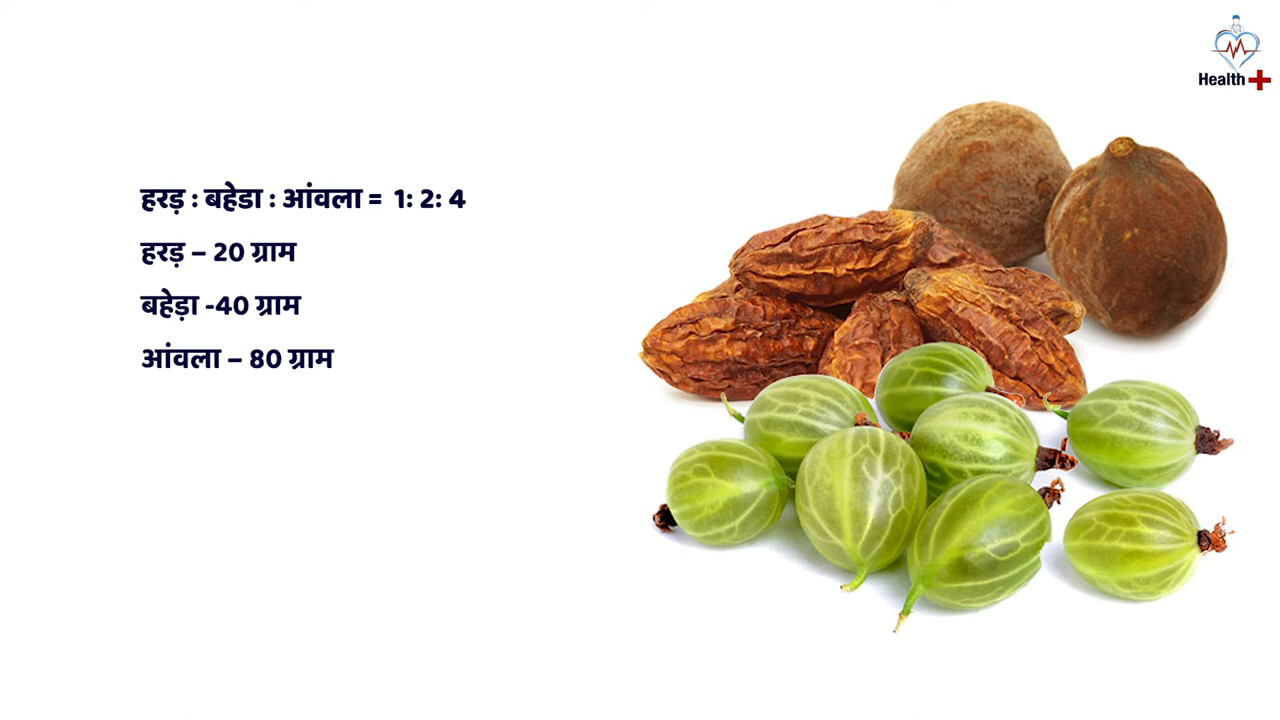 Health
हरड़ : बहेडा : आंवला = 1: 2: 4
हरड़ – 20 ग्राम
बहेड़ा -40 ग्राम
आंवला – 80 ग्राम